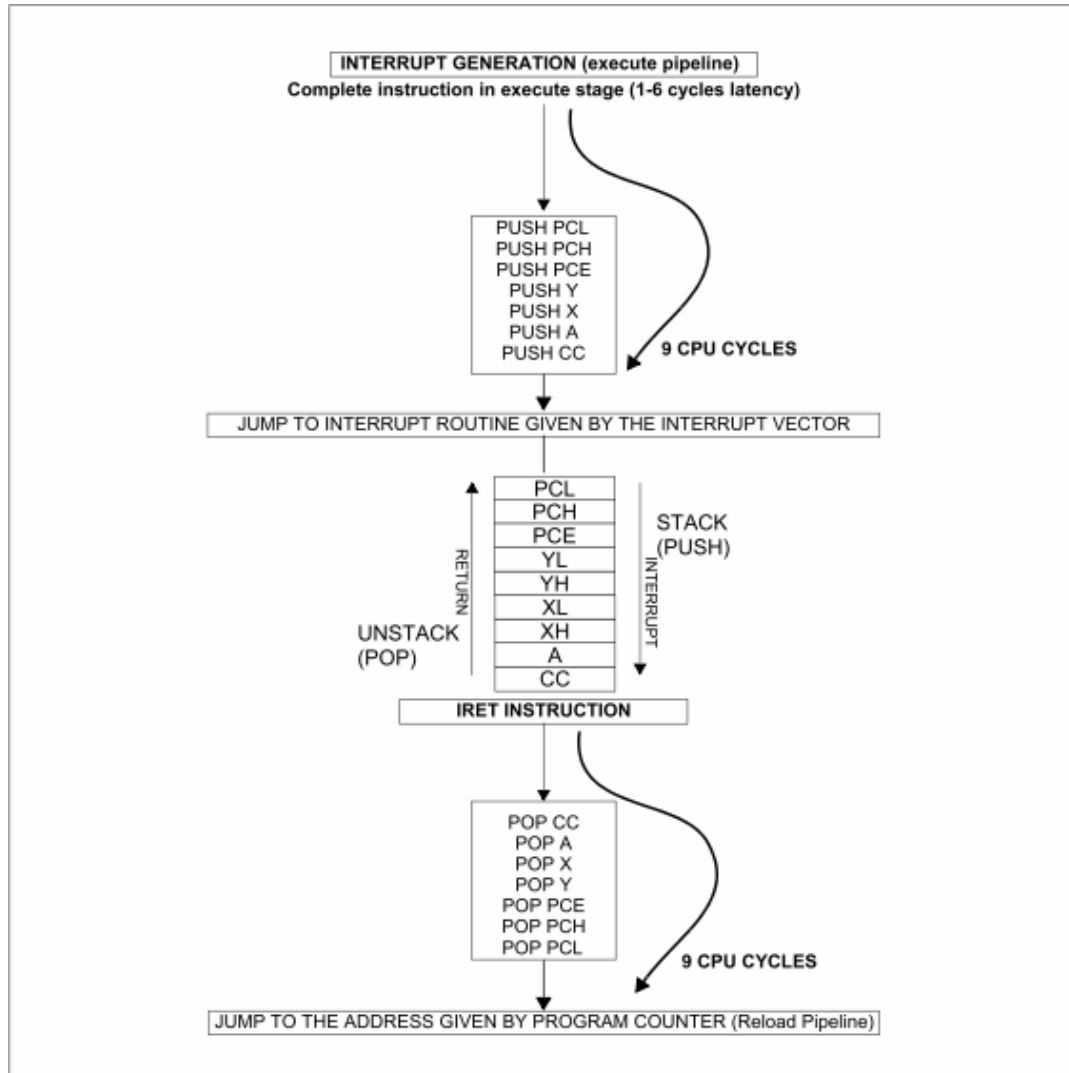 INTERRUPT GENERATION (execute pipeline)
Complete instruction in execute stage (1-6 cycles latency)
PUSH PCL
PUSH PCH
PUSH PCE
PUSH Y
PUSH X
PUSH A
PUSH CC
9 CPU CYCLES
JUMP TO INTERRUPT ROUTINE GIVEN BY THE INTERRUPT VECTOR
PCL
PCH
PCE
YL
YH
XL
XH
A
CC
RETURN
UNSTACK
(POP)
STACK
(PUSH)
INTERRUPT
IRET INSTRUCTION
POP CC
POP A
POP X
POP Y
POP PCE
POP PCH
POP PCL
9 CPU CYCLES
JUMP TO THE ADDRESS GIVEN BY PROGRAM COUNTER (Reload Pipeline)